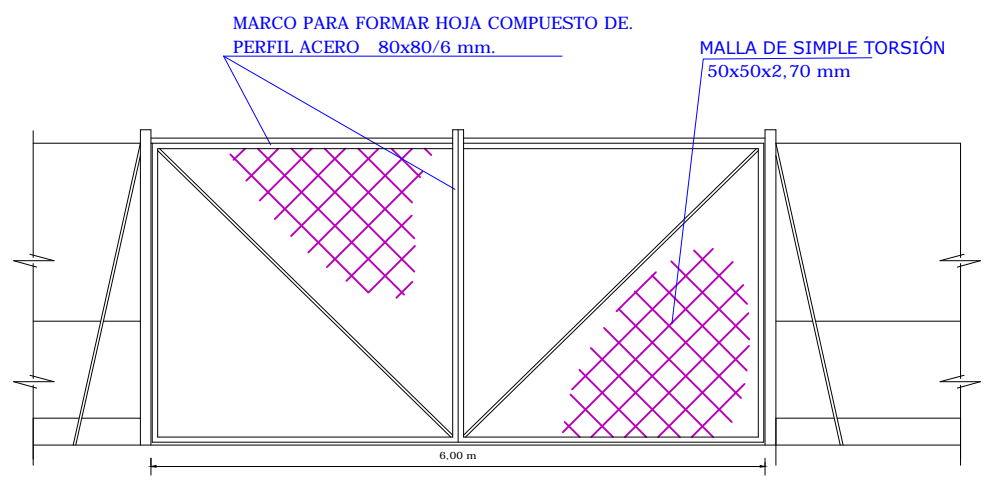 MARCO PARA FORMAR HOJA COMPUESTO DE.
PERFIL ACERO 80x80/6 mm.
MALLA DE SIMPLE TORSIÓN
50x50x2,70 mm
6,00 m